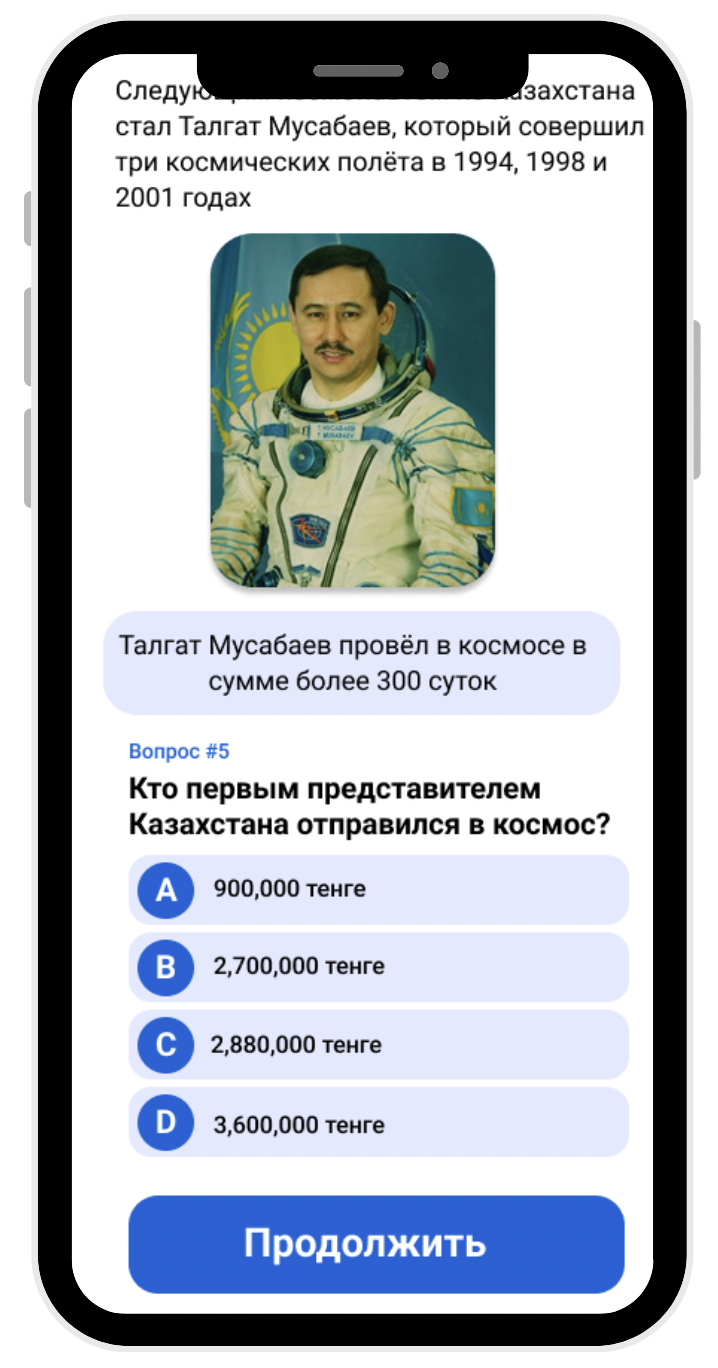 Следую азахстана
стал Талгат Мусабаев, который совершил
три космических полёта в 1994, 1998 и
2001 годах
Т. МУСАБАЕВ
T. MUSABAEV
Талгат Мусабаев провёл в космосе в
сумме более 300 суток
Вопрос #5
Кто первым представителем
Казахстана отправился в космос?
A 900,000 тенге
B 2,700,000 тенге
C 2,880,000 тенге
D 3,600,000 тенге
Продолжить